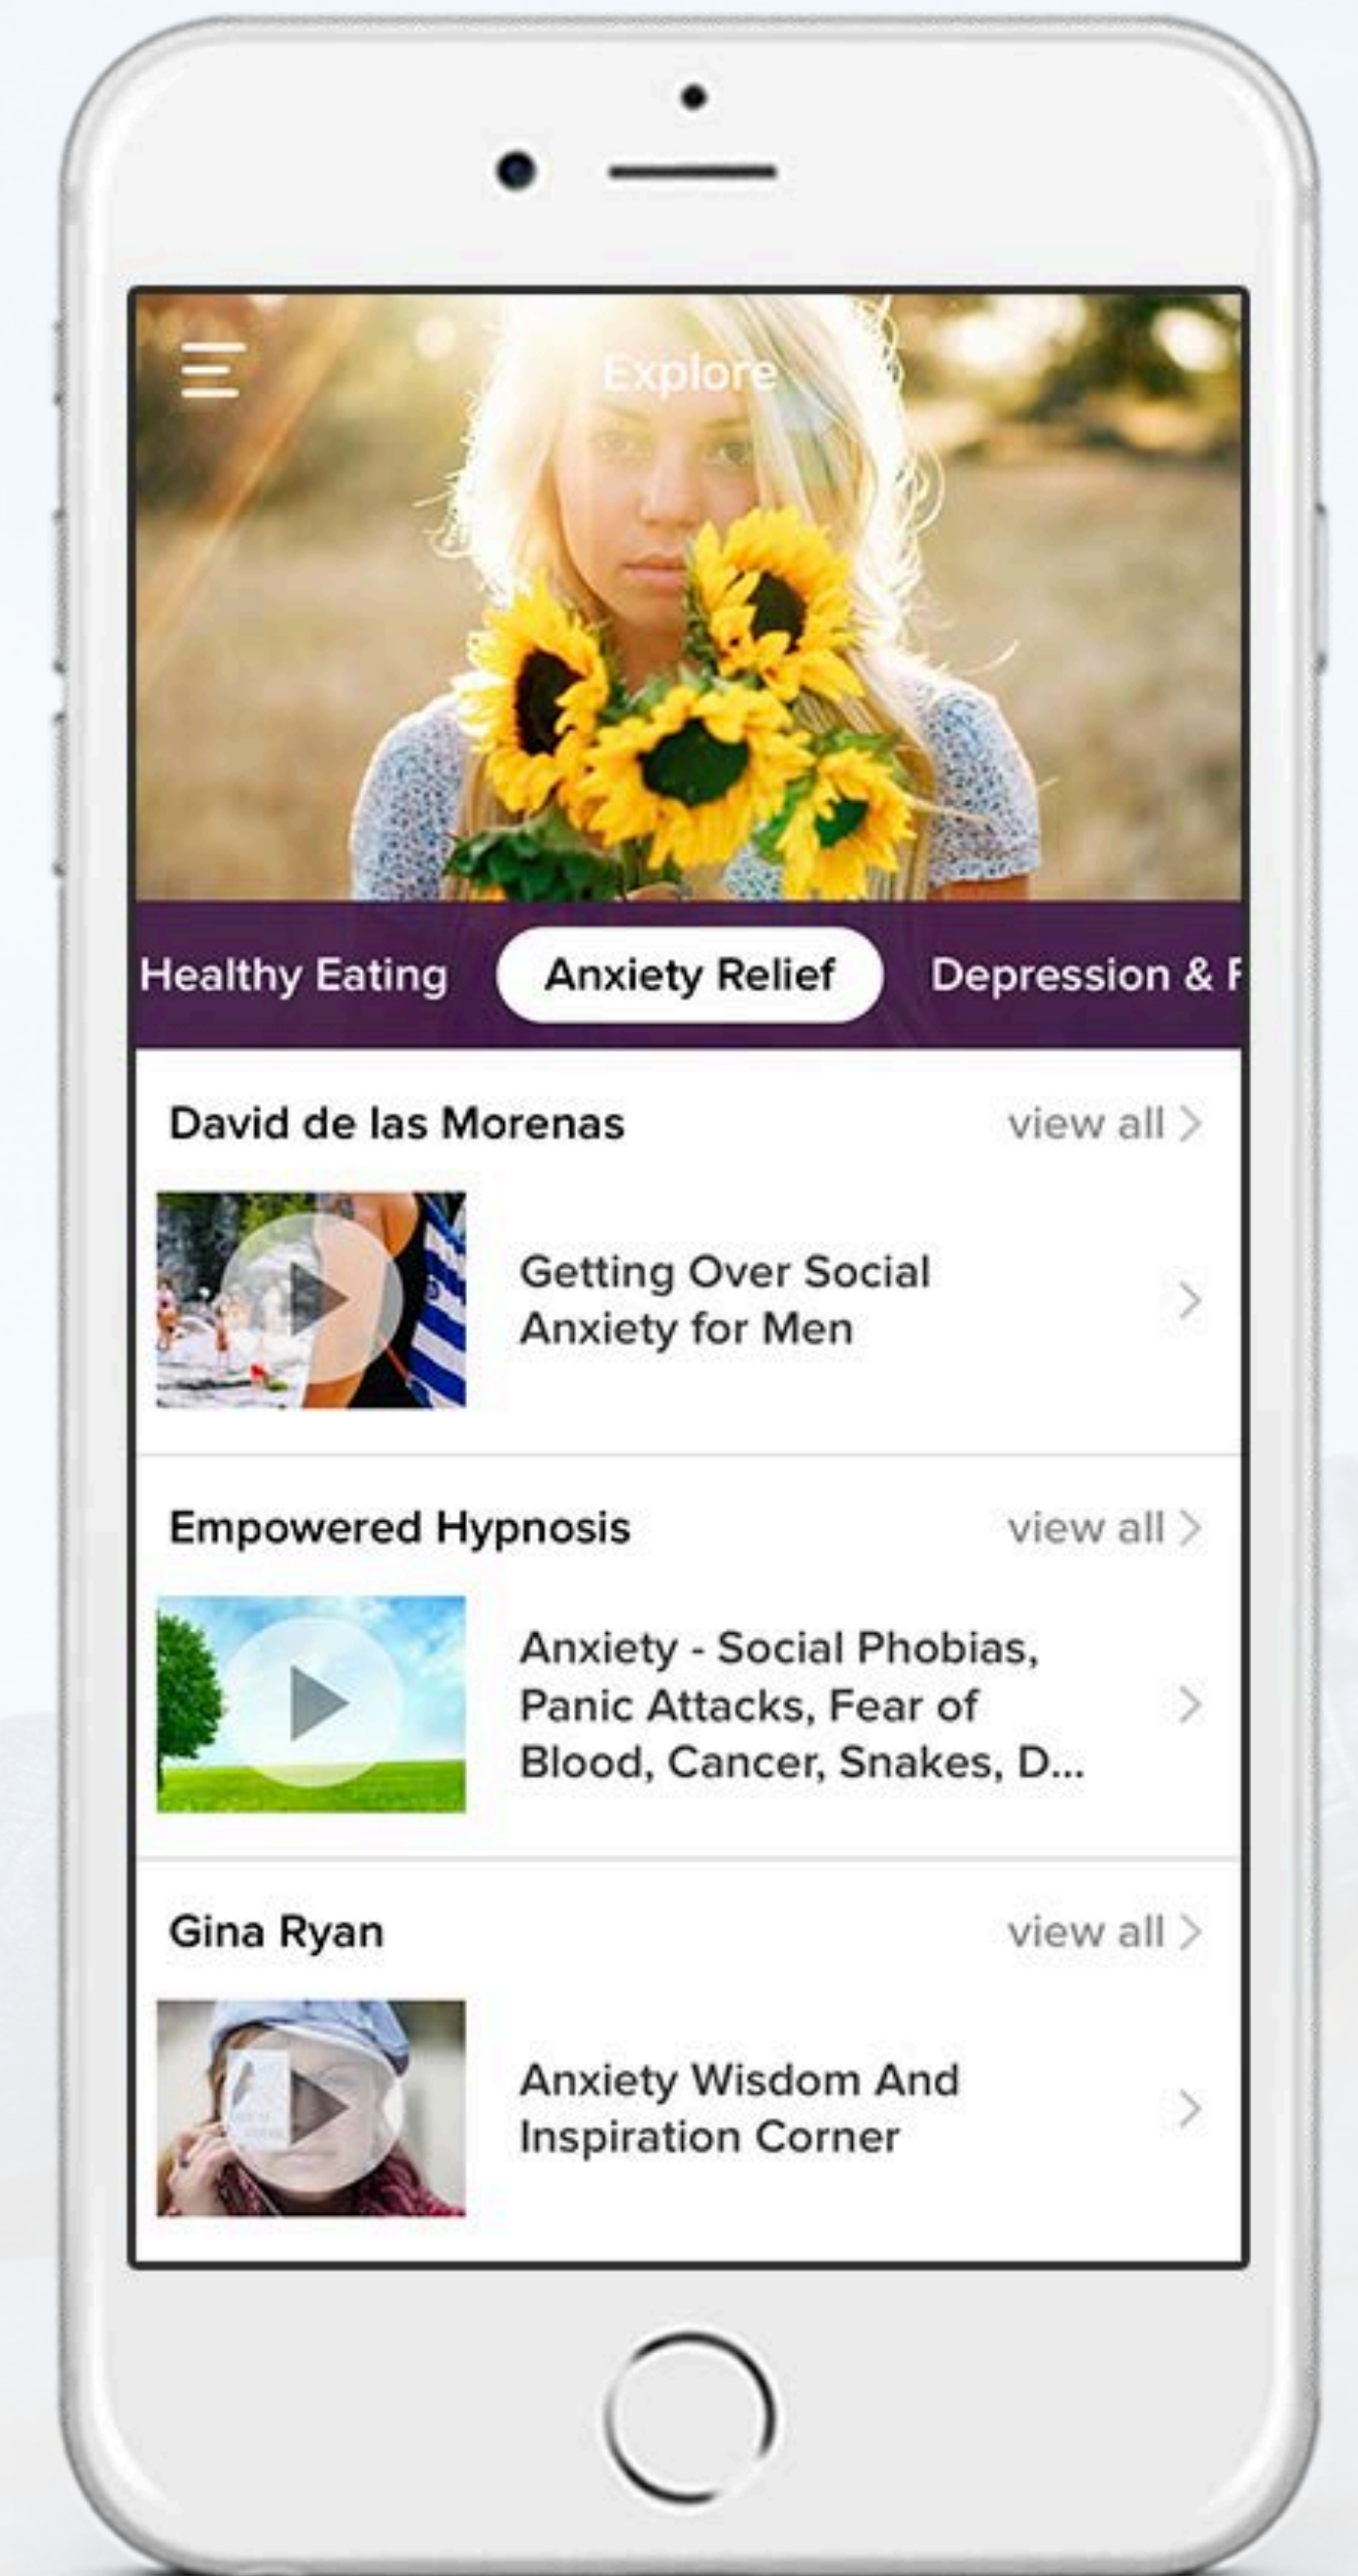 Explore
Healthy Eating
Anxiety Relief
Depression & F
David de las Morenas
view all
Getting Over Social
Anxiety for Men
Empowered Hypnosis
view all
Anxiety - Social Phobias,
Panic Attacks, Fear of
Blood, Cancer, Snakes, D...
Gina Ryan
view all
Anxiety Wisdom And
Inspiration Corner